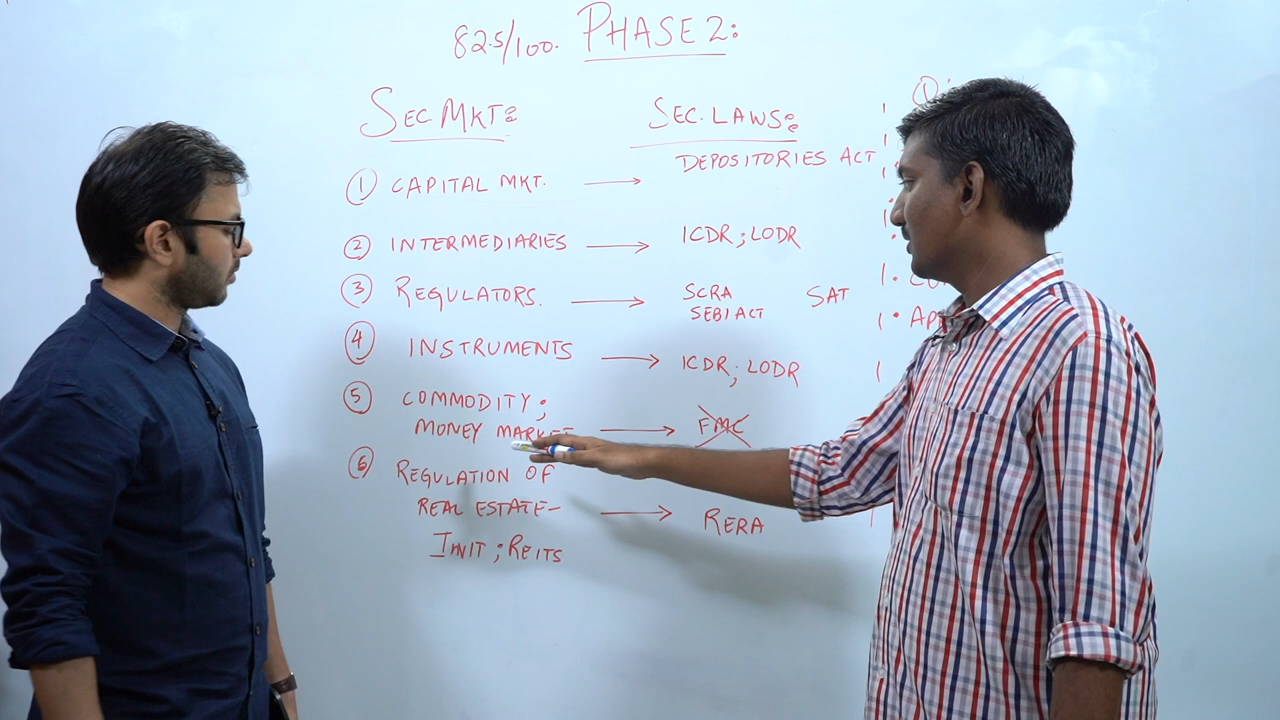 82.5/100. PHASE 2:
SEC. MKT:
SEC. LAWS:
DEPOSITORIES ACT
① CAPITAL MKT. →
② INTERMEDIARIES → ICDR ; LODR
③ REGULATORS. → SCRA SAT
SEBI ACT
④ INSTRUMENTS → ICDR ; LODR
⑤ COMMODITY ;
MONEY MARKET → FMC
⑥ REGULATION OF
REAL ESTATE- → RERA
INVIT ; REITS